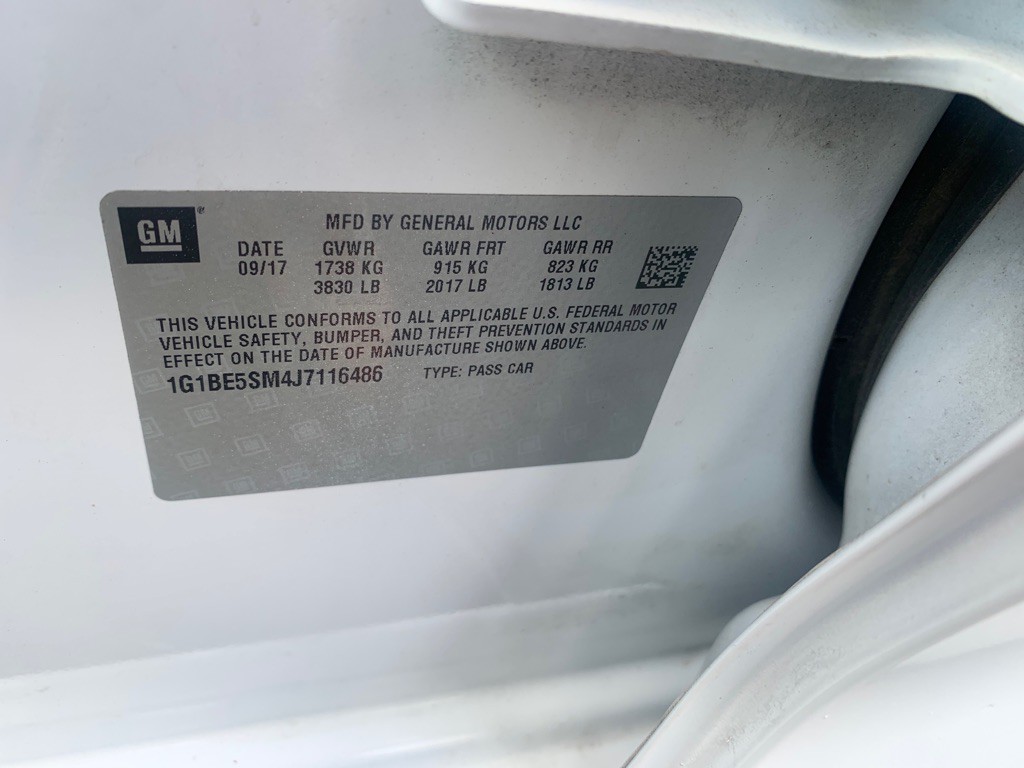 GM ®
MFD BY GENERAL MOTORS LLC
DATE GVWR GAWR FRT GAWR RR
09/17 1738 KG 915 KG 823 KG
3830 LB 2017 LB 1813 LB
THIS VEHICLE CONFORMS TO ALL APPLICABLE U.S. FEDERAL MOTOR
VEHICLE SAFETY, BUMPER, AND THEFT PREVENTION STANDARDS IN
EFFECT ON THE DATE OF MANUFACTURE SHOWN ABOVE.
1G1BE5SM4J7116486 TYPE: PASS CAR